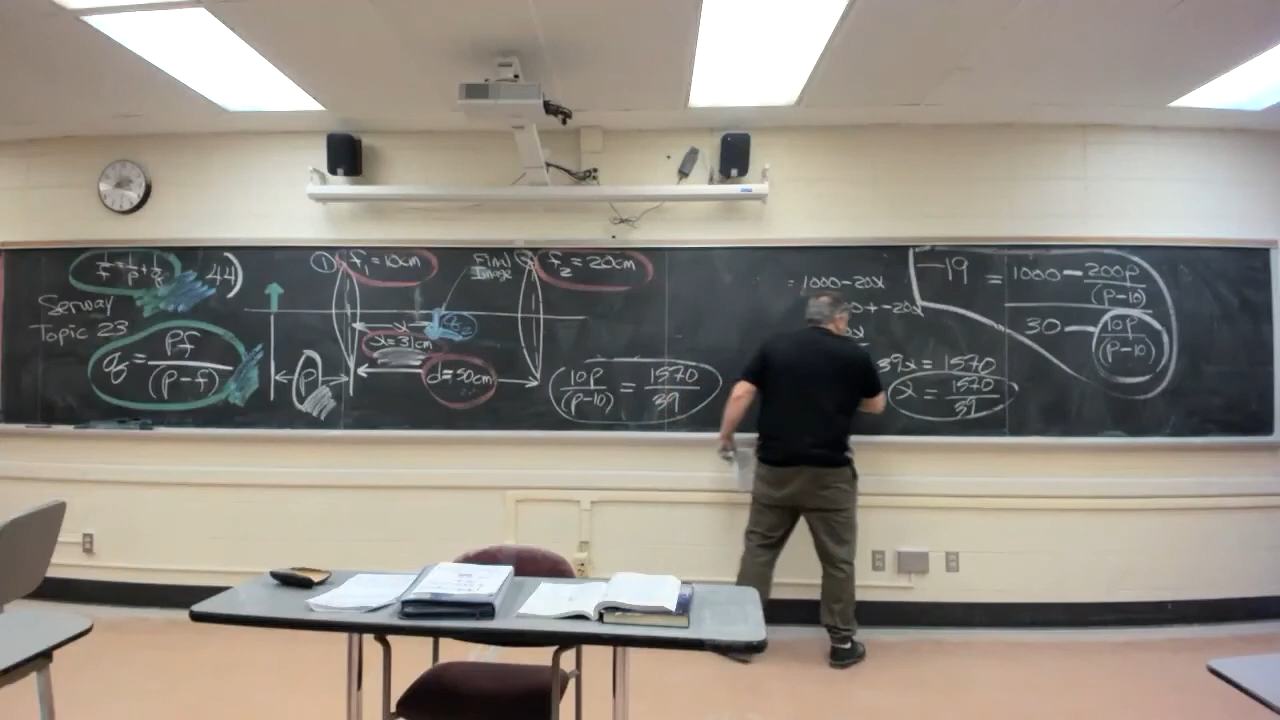 1/f = 1/p + 1/q
44)
Serway
Topic 23
q = pf/(p-f)
p
① f₁ = 10cm
Final
Image
f₂ = 20cm
x
q₂
x = 31cm
d = 50cm
10p/(p-10) = 1570/39
= 1000-20x
39x = 1570
x = 1570/39
-19 = 1000 - 200p/(p-10)
30 - 10p/(p-10)